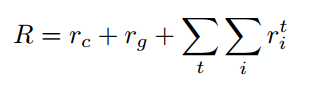 R = r_c + r_g + \sum_t \sum_i r_i^t